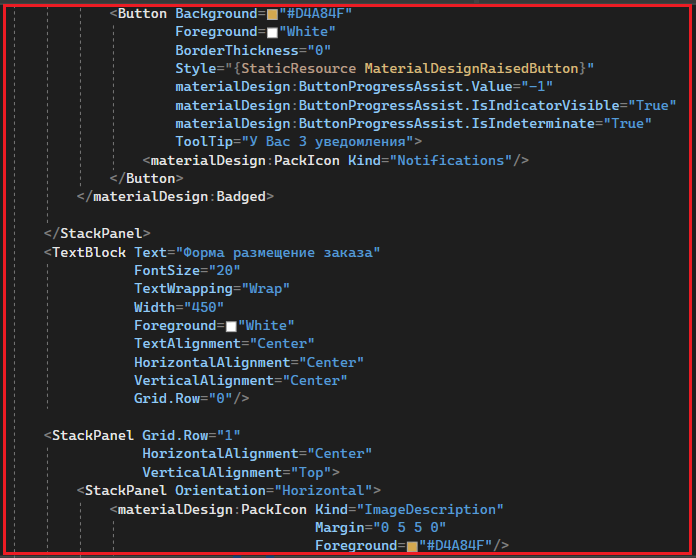 <Button Background="#D4A84F"
Foreground="White"
BorderThickness="0"
Style="{StaticResource MaterialDesignRaisedButton}"
materialDesign:ButtonProgressAssist.Value="-1"
materialDesign:ButtonProgressAssist.IsIndicatorVisible="True"
materialDesign:ButtonProgressAssist.IsIndeterminate="True"
ToolTip="У Вас 3 уведомления">
<materialDesign:PackIcon Kind="Notifications"/>
</Button>
</materialDesign:Badged>
</StackPanel>
<TextBlock Text="Форма размещение заказа"
FontSize="20"
TextWrapping="Wrap"
Width="450"
Foreground="White"
TextAlignment="Center"
HorizontalAlignment="Center"
VerticalAlignment="Center"
Grid.Row="0"/>
<StackPanel Grid.Row="1"
HorizontalAlignment="Center"
VerticalAlignment="Top">
<StackPanel Orientation="Horizontal">
<materialDesign:PackIcon Kind="ImageDescription"
Margin="0 5 5 0"
Foreground="#D4A84F"/>